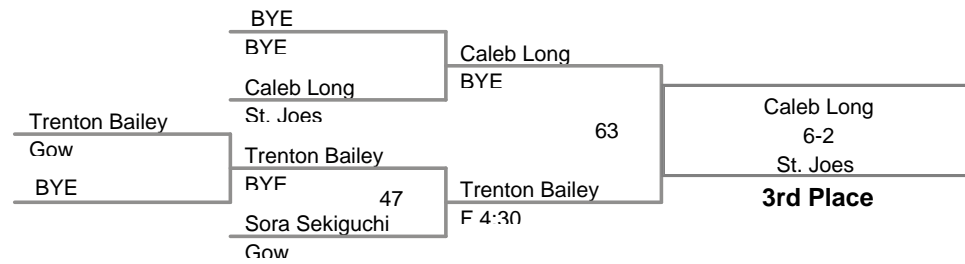 BYE
BYE
Caleb Long
St. Joes
Caleb Long
BYE
Trenton Bailey
Gow
BYE
Trenton Bailey
BYE
47
Sora Sekiguchi
Gow
63
Trenton Bailey
F 4:30
Caleb Long
6-2
St. Joes
3rd Place